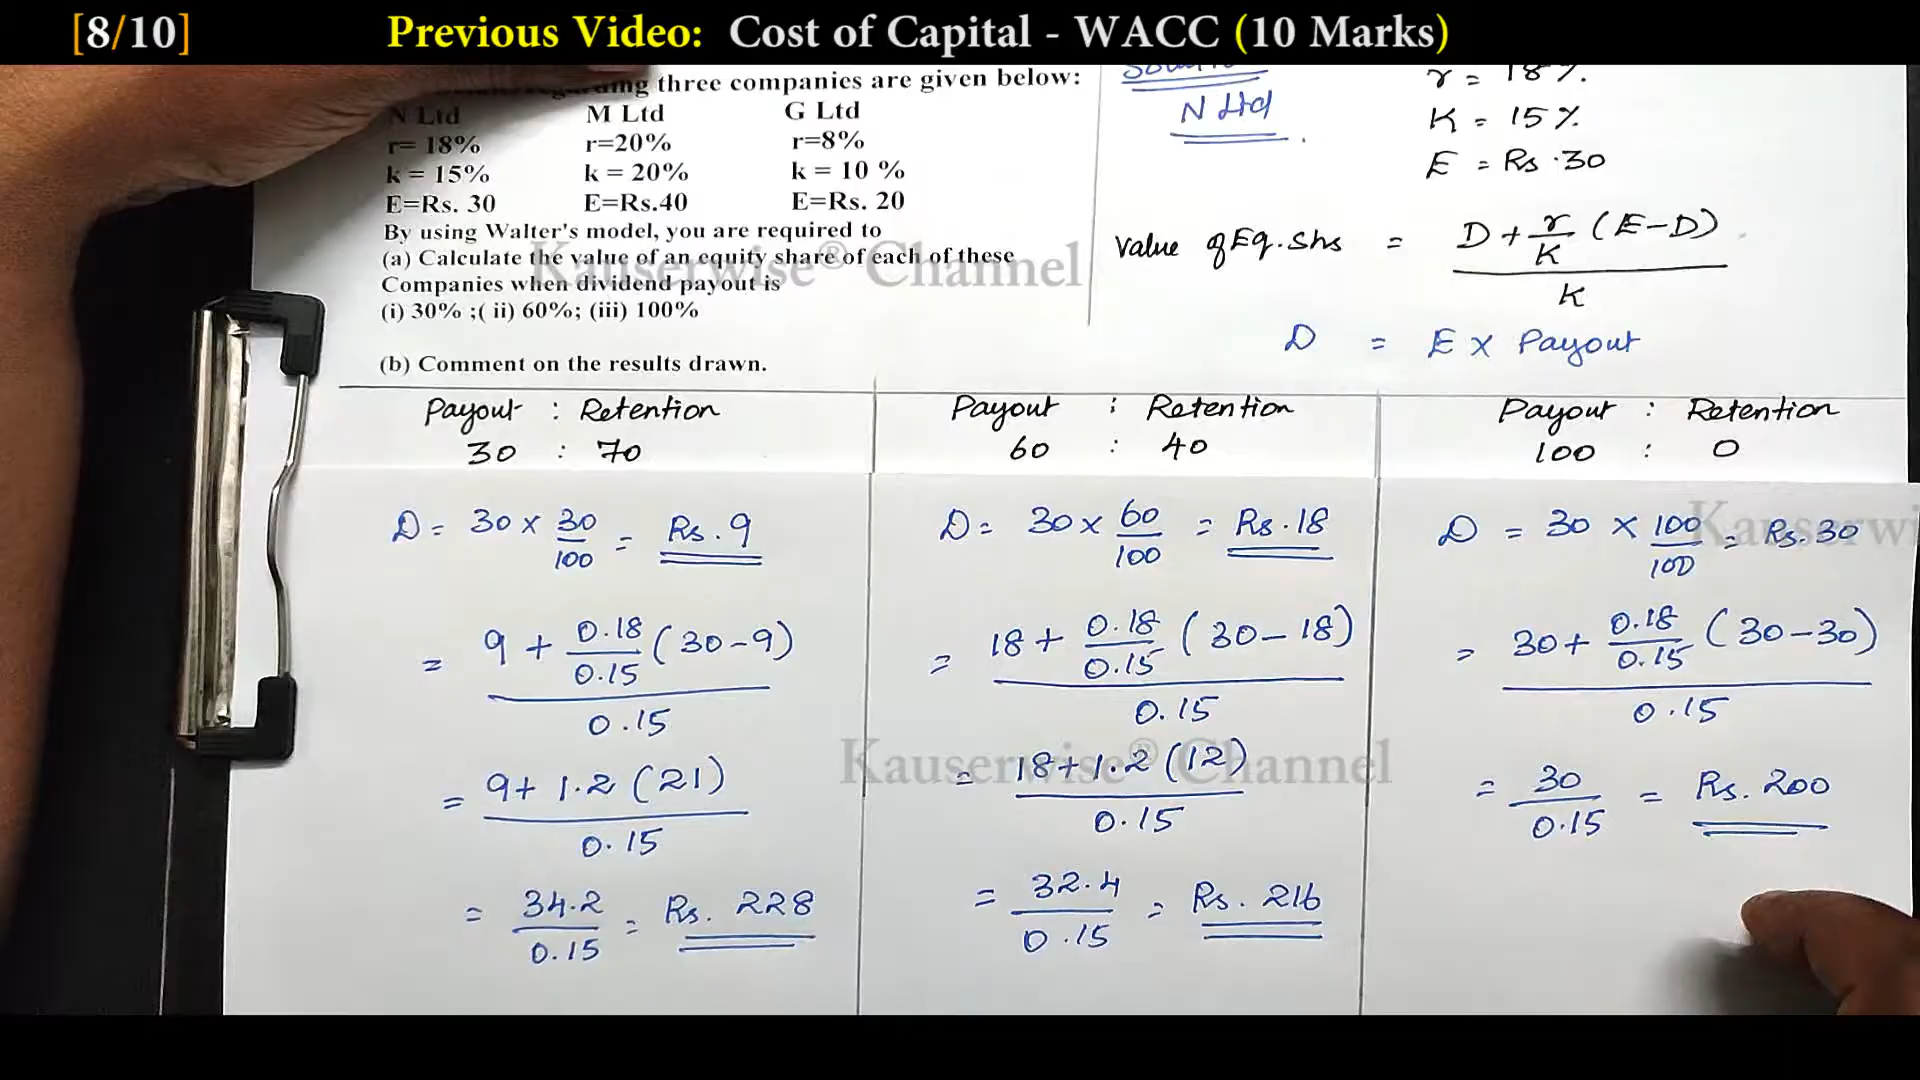 [8/10] Previous Video: Cost of Capital - WACC (10 Marks)
three companies are given below:
N Ltd M Ltd G Ltd
r= 18% r=20% r=8%
k = 15% k = 20% k = 10 %
E=Rs. 30 E=Rs.40 E=Rs. 20
By using Walter's model, you are required to
(a) Calculate the value of an equity share of each of these
Companies when dividend payout is
(i) 30% ;( ii) 60%; (iii) 100%
(b) Comment on the results drawn.
N Ltd
r = 18%.
K = 15%.
E = Rs.30
Value of Eq. Shs = D + r/K (E-D)
K
D = E x Payout
Kauserwise® Channel
Payout : Retention
30 : 70
D = 30 x 30/100 = Rs. 9
= 9 + 0.18/0.15 (30-9)
0.15
= 9 + 1.2 (21)
0.15
= 34.2/0.15 = Rs. 228
Payout : Retention
60 : 40
D = 30 x 60/100 = Rs. 18
= 18 + 0.18/0.15 (30-18)
0.15
= 18 + 1.2 (12)
0.15
= 32.4/0.15 = Rs. 216
Kauserwise® Channel
Payout : Retention
100 : 0
D = 30 x 100/100 = Rs. 30
= 30 + 0.18/0.15 (30-30)
0.15
= 30/0.15 = Rs. 200